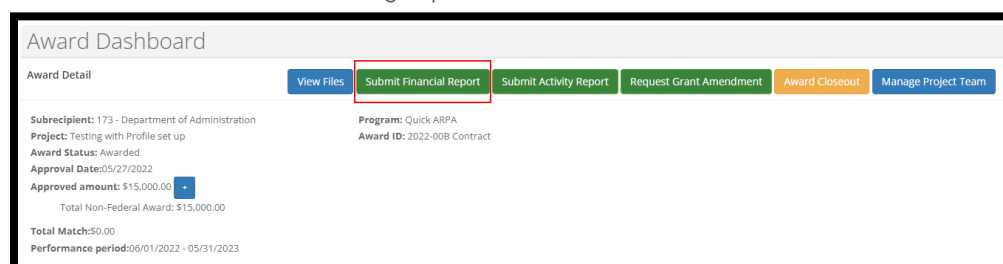 Award Dashboard
Award Detail
View Files Submit Financial Report Submit Activity Report Request Grant Amendment Award Closeout Manage Project Team
Subrecipient: 173 - Department of Administration
Program: Quick ARPA
Project: Testing with Profile set up
Award ID: 2022-00B Contract
Award Status: Awarded
Approval Date:05/27/2022
Approved amount: $15,000.00 +
Total Non-Federal Award: $15,000.00
Total Match:$0.00
Performance period:06/01/2022 - 05/31/2023